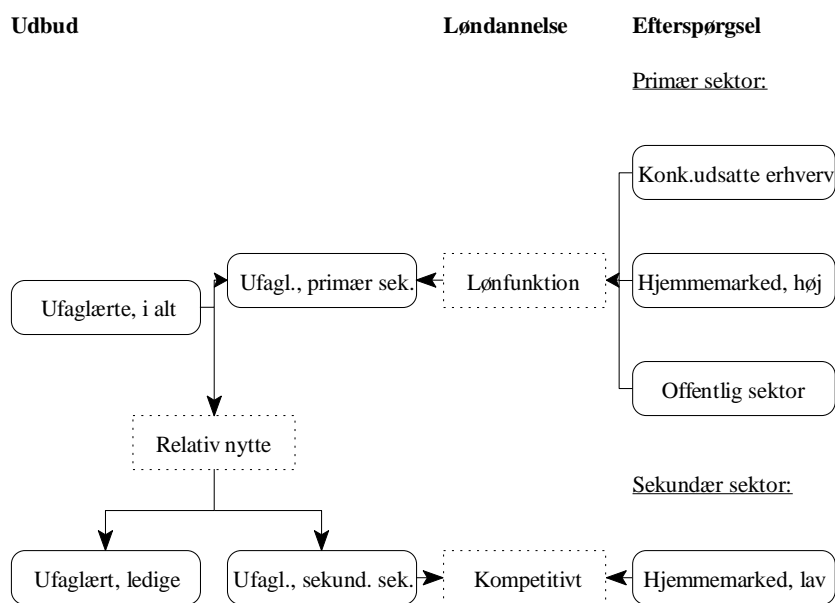 Udbud
Løndannelse
Efterspørgsel
Primær sektor:
Konk.udsatte erhverv
Ufagl., primær sek.
Lønfunktion
Hjemmemarked, høj
Ufaglærte, i alt
Offentlig sektor
Relativ nytte
Sekundær sektor:
Ufaglært, ledige
Ufagl., sekund. sek.
Kompetitivt
Hjemmemarked, lav